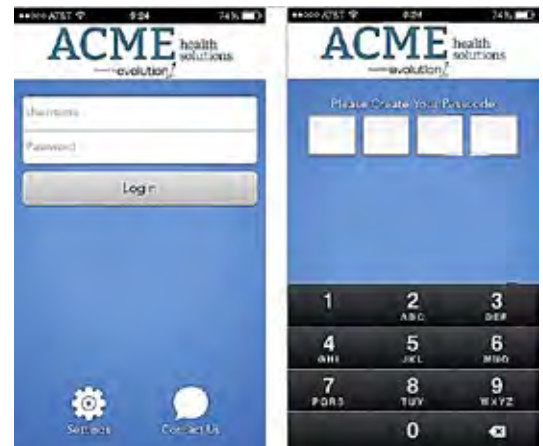 AT&T 9:24 74%
ACME health
solutions
evolution
Username
Password
Login
Settings Contact Us
AT&T 9:24 74%
ACME health
solutions
evolution
Please Create Your Passcode
1 2 3
ABC DEF
4 5 6
GHI JKL MNO
7 8 9
PQRS TUV WXYZ
0